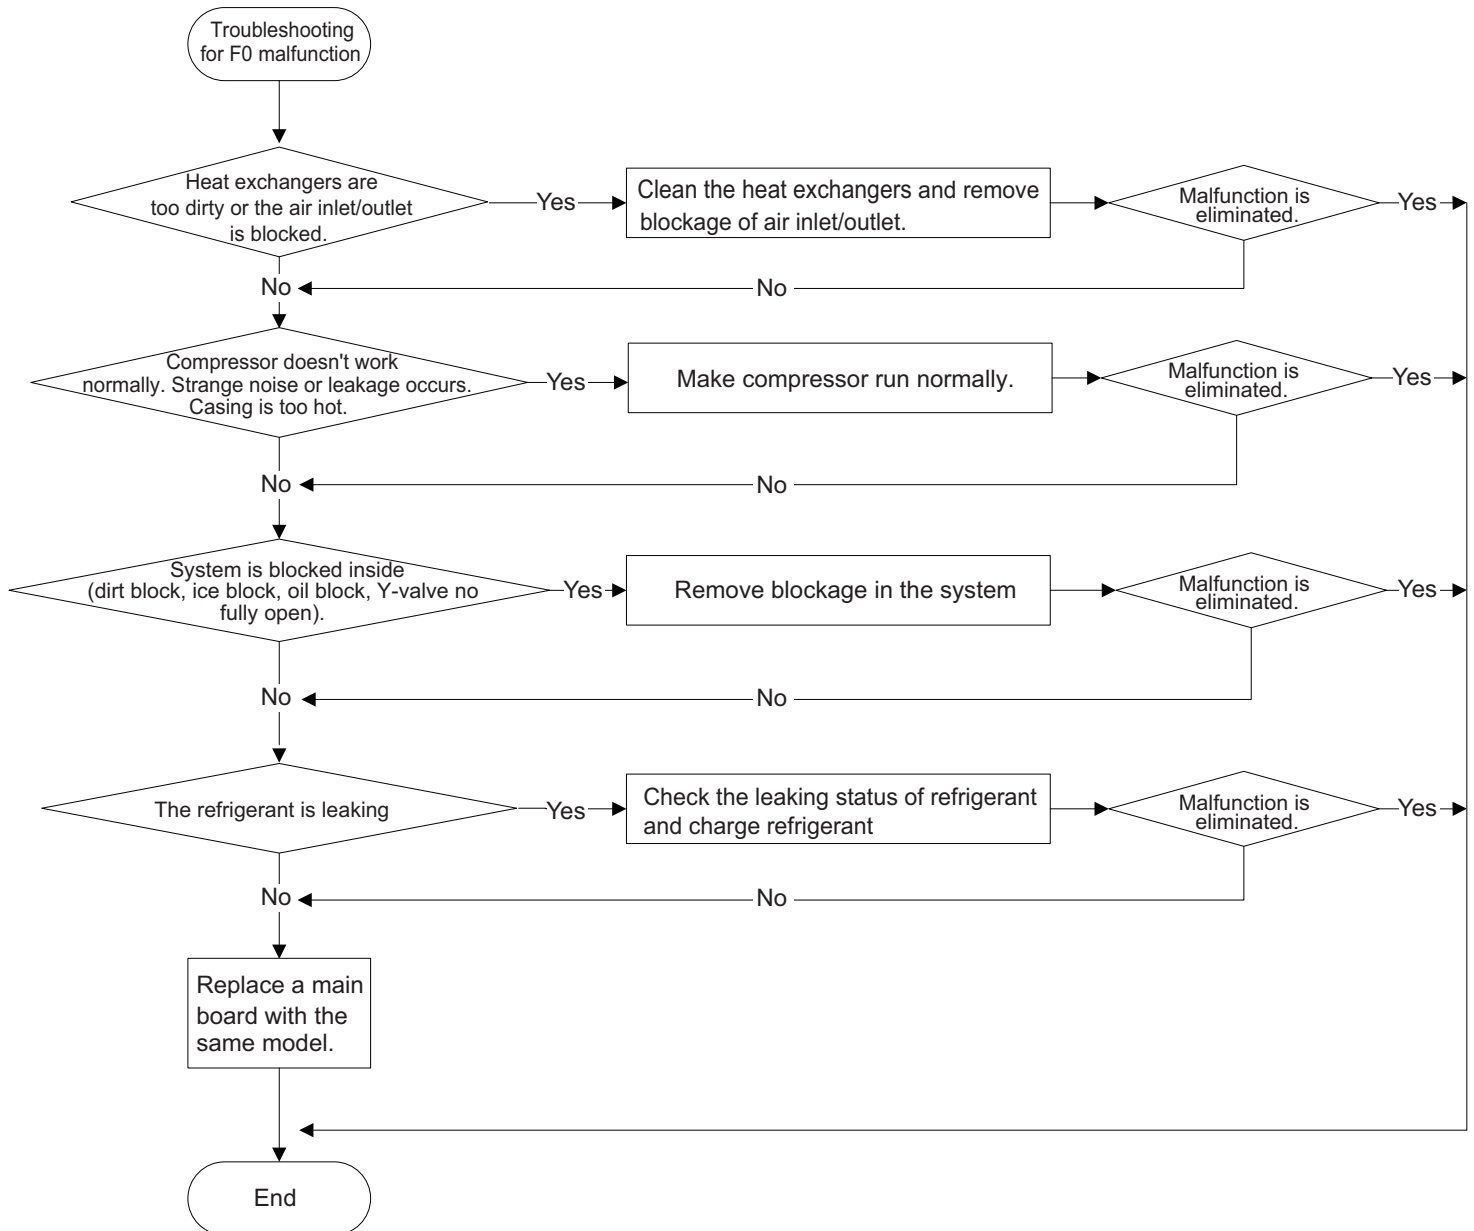 Troubleshooting
for F0 malfunction
Heat exchangers are
too dirty or the air inlet/outlet
is blocked.
Yes
Clean the heat exchangers and remove
blockage of air inlet/outlet.
Malfunction is
eliminated.
Yes
No
No
Compressor doesn't work
normally. Strange noise or leakage occurs.
Casing is too hot.
Yes
Make compressor run normally.
Malfunction is
eliminated.
Yes
No
No
System is blocked inside
(dirt block, ice block, oil block, Y-valve no
fully open).
Yes
Remove blockage in the system
Malfunction is
eliminated.
Yes
No
No
The refrigerant is leaking
Yes
Check the leaking status of refrigerant
and charge refrigerant
Malfunction is
eliminated.
Yes
No
No
Replace a main
board with the
same model.
End